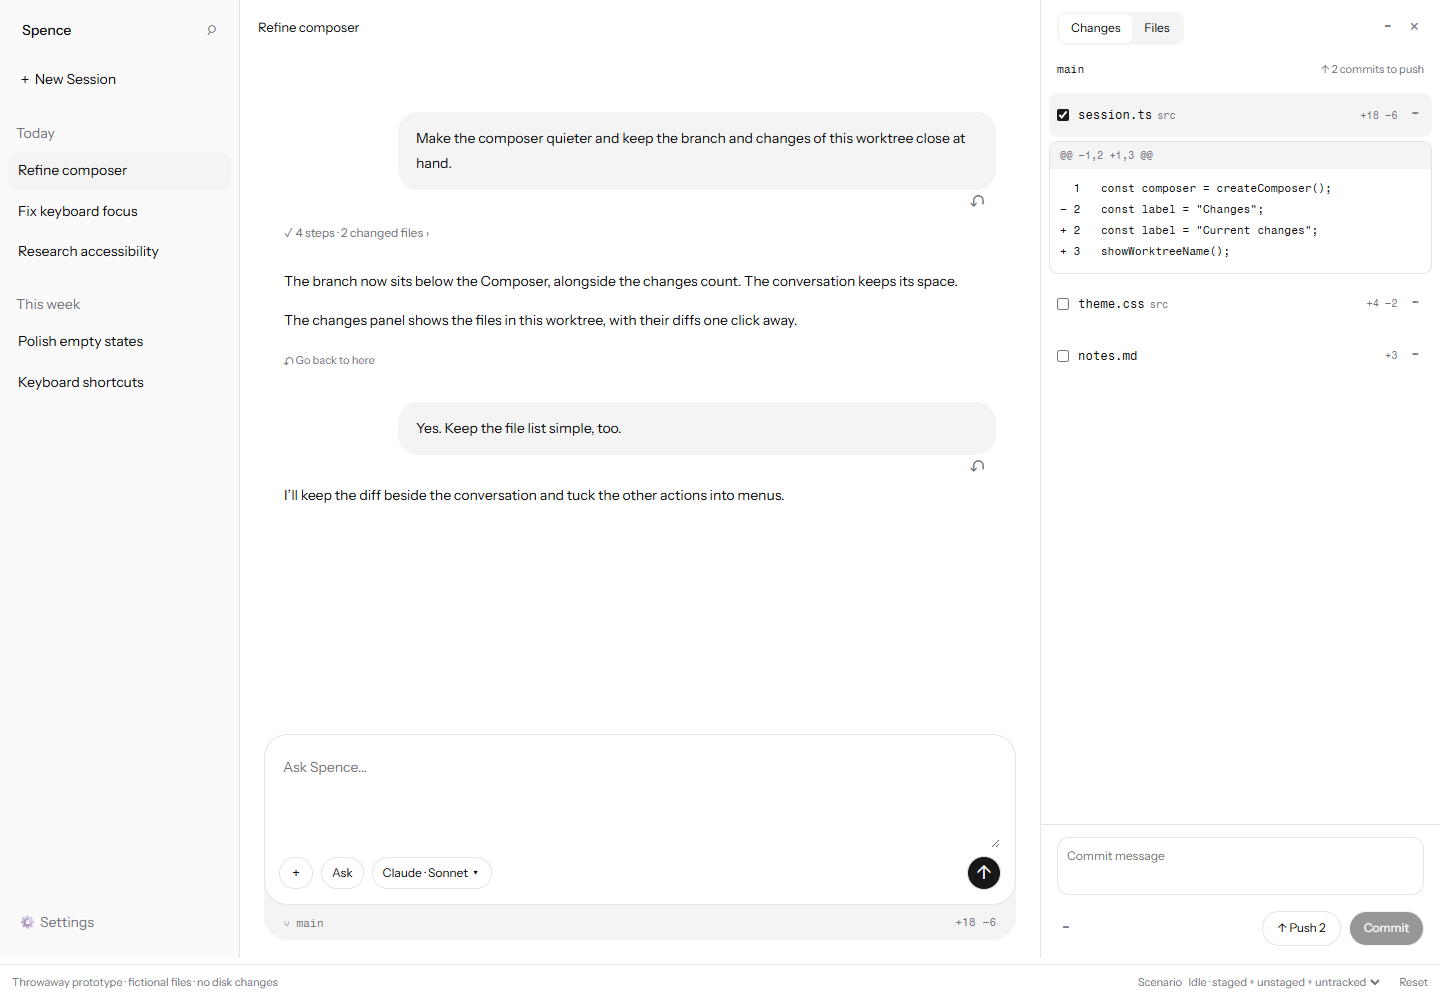 Spence
+ New Session
Today
Refine composer
Fix keyboard focus
Research accessibility
This week
Polish empty states
Keyboard shortcuts
Settings
Refine composer
Make the composer quieter and keep the branch and changes of this worktree close at
hand.
✓ 4 steps · 2 changed files ›
The branch now sits below the Composer, alongside the changes count. The conversation keeps its space.
The changes panel shows the files in this worktree, with their diffs one click away.
Go back to here
Yes. Keep the file list simple, too.
I'll keep the diff beside the conversation and tuck the other actions into menus.
Ask Spence...
+ Ask Claude · Sonnet
main +18 −6
Changes Files
main ↑ 2 commits to push
session.ts src +18 −6
@@ −1,2 +1,3 @@
1 const composer = createComposer();
− 2 const label = "Changes";
+ 2 const label = "Current changes";
+ 3 showWorktreeName();
theme.css src +4 −2
notes.md +3
Commit message
↑ Push 2 Commit
Throwaway prototype · fictional files · no disk changes
Scenario Idle · staged + unstaged + untracked Reset